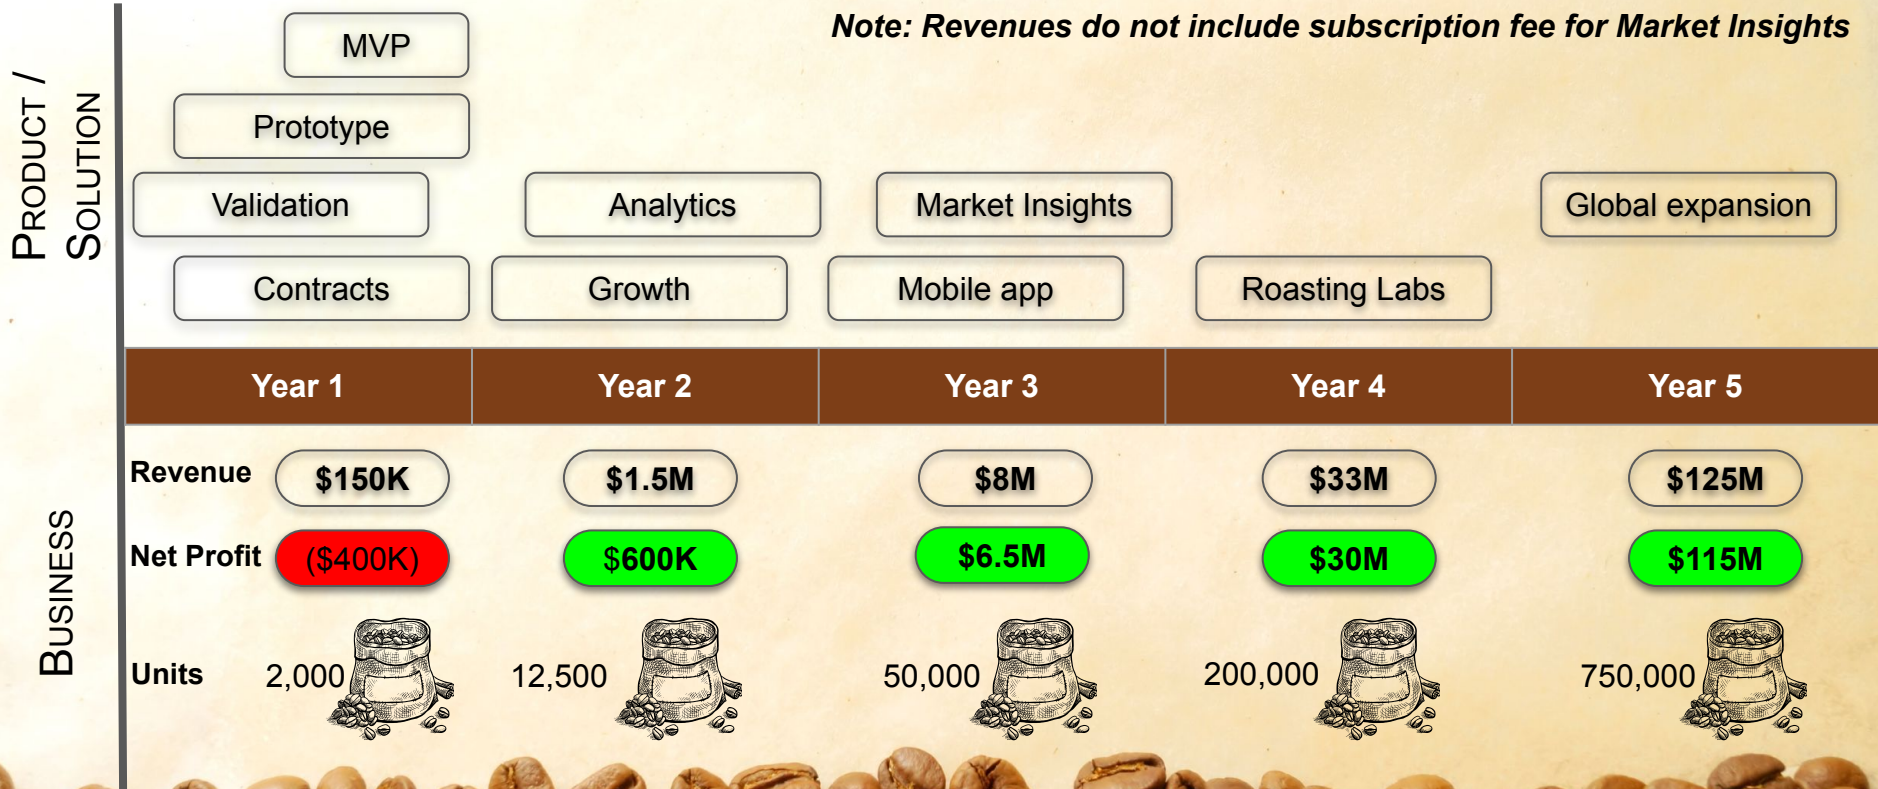 Note: Revenues do not include subscription fee for Market Insights
PRODUCT /
SOLUTION
MVP
Prototype
Validation
Analytics
Market Insights
Global expansion
Contracts
Growth
Mobile app
Roasting Labs
Year 1
Year 2
Year 3
Year 4
Year 5
BUSINESS
Revenue
$150K
$1.5M
$8M
$33M
$125M
Net Profit
($400K)
$600K
$6.5M
$30M
$115M
Units
2,000
12,500
50,000
200,000
750,000